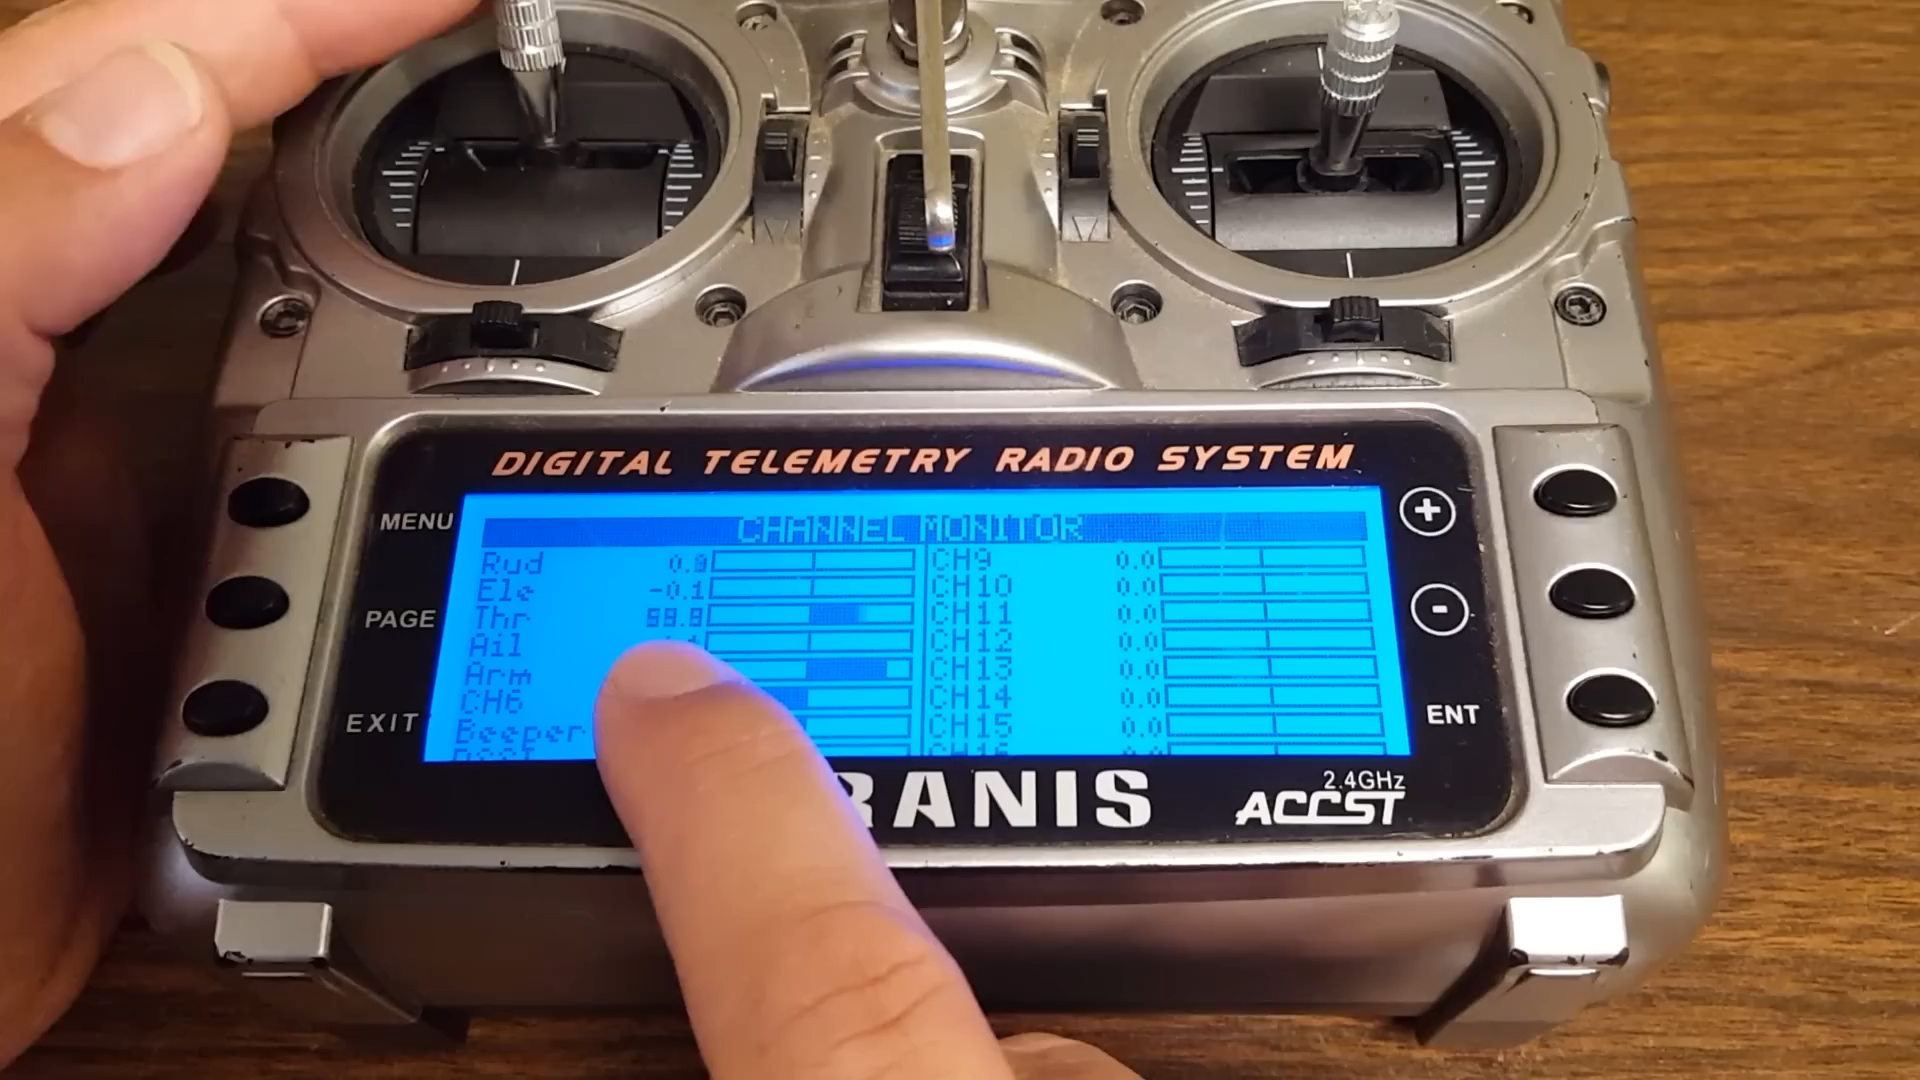 DIGITAL TELEMETRY RADIO SYSTEM
MENU
PAGE
EXIT
CHANNEL MONITOR
Rud 0.9
Ele -0.1
Thr
Ail
Arm
CH6
Beeper
CH9 0.0
CH10 0.0
CH11 0.0
CH12 0.0
CH13 0.0
CH14 0.0
CH15 0.0
+
-
ENT
RANIS
2.4GHz
ACCST